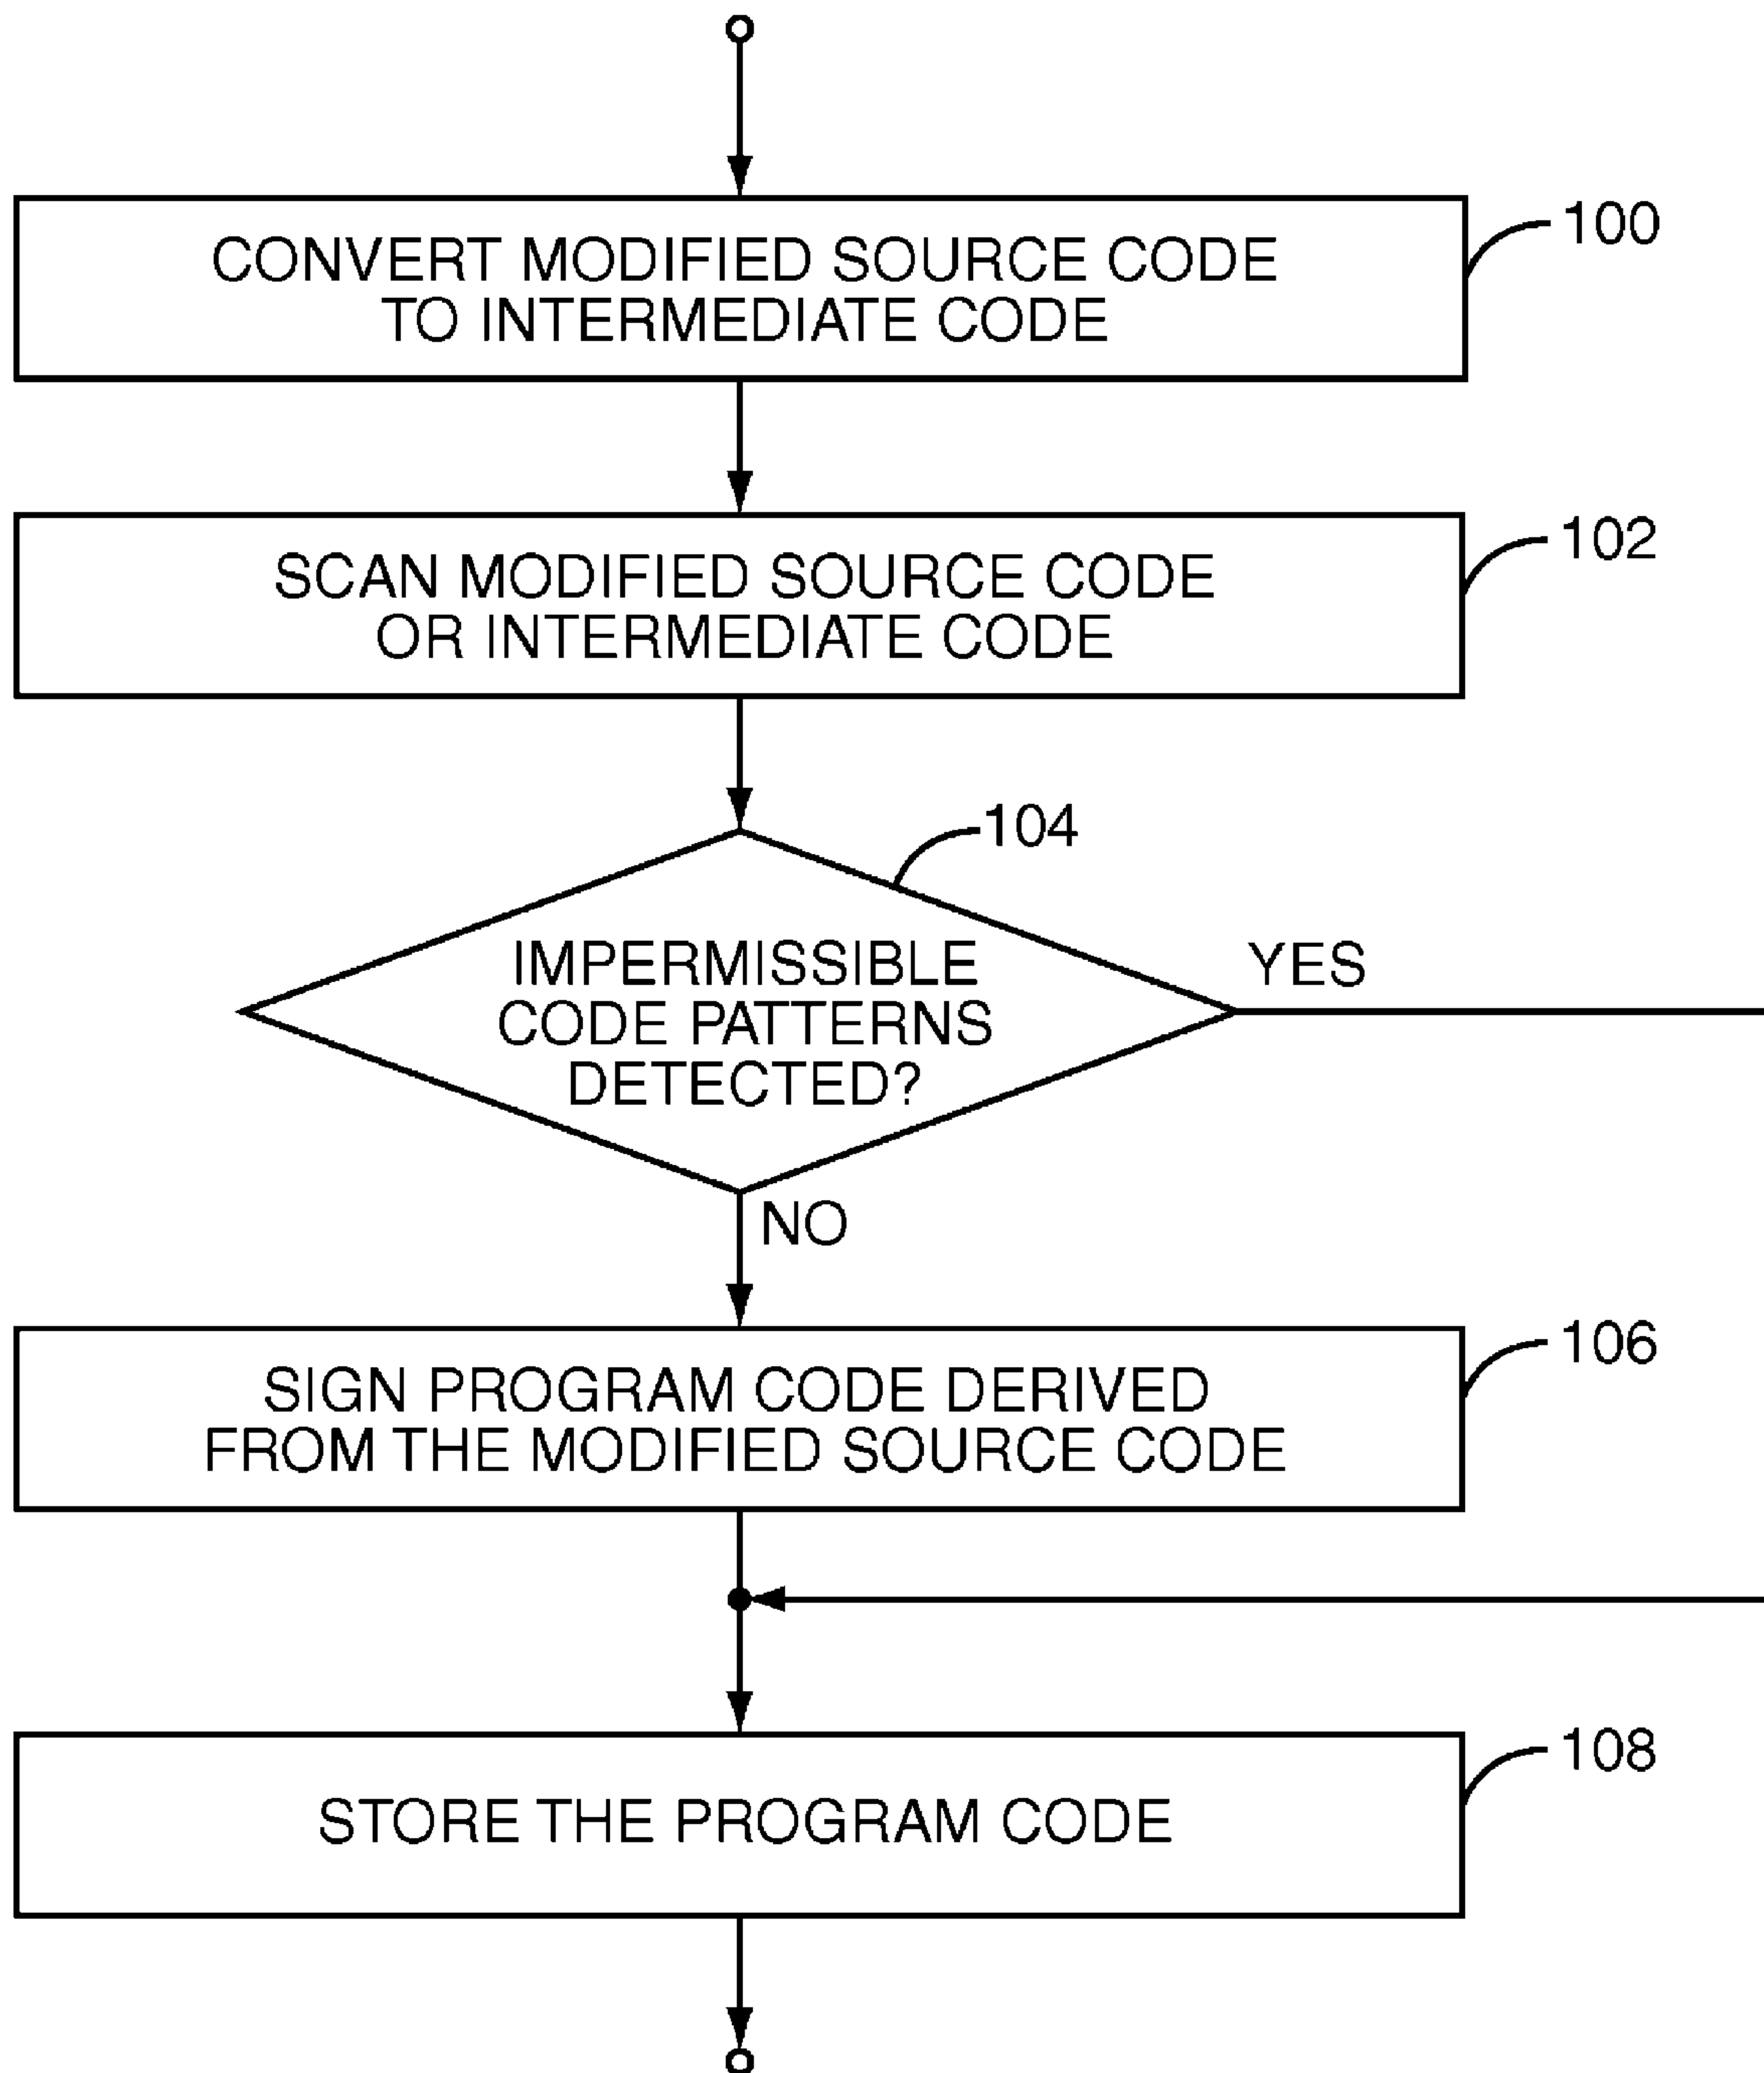 CONVERT MODIFIED SOURCE CODE
TO INTERMEDIATE CODE
100
SCAN MODIFIED SOURCE CODE
OR INTERMEDIATE CODE
102
104
IMPERMISSIBLE
CODE PATTERNS
DETECTED?
YES
NO
SIGN PROGRAM CODE DERIVED
FROM THE MODIFIED SOURCE CODE
106
STORE THE PROGRAM CODE
108